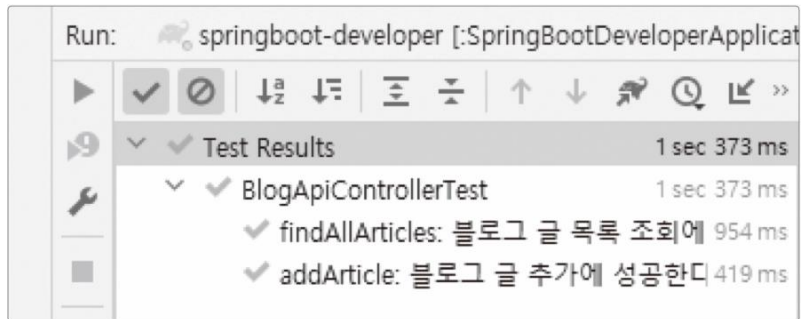 Run: springboot-developer [:SpringBootDeveloperApplicat
Test Results 1 sec 373 ms
BlogApiControllerTest 1 sec 373 ms
findAllArticles: 블로그 글 목록 조회에 954 ms
addArticle: 블로그 글 추가에 성공한다 419 ms